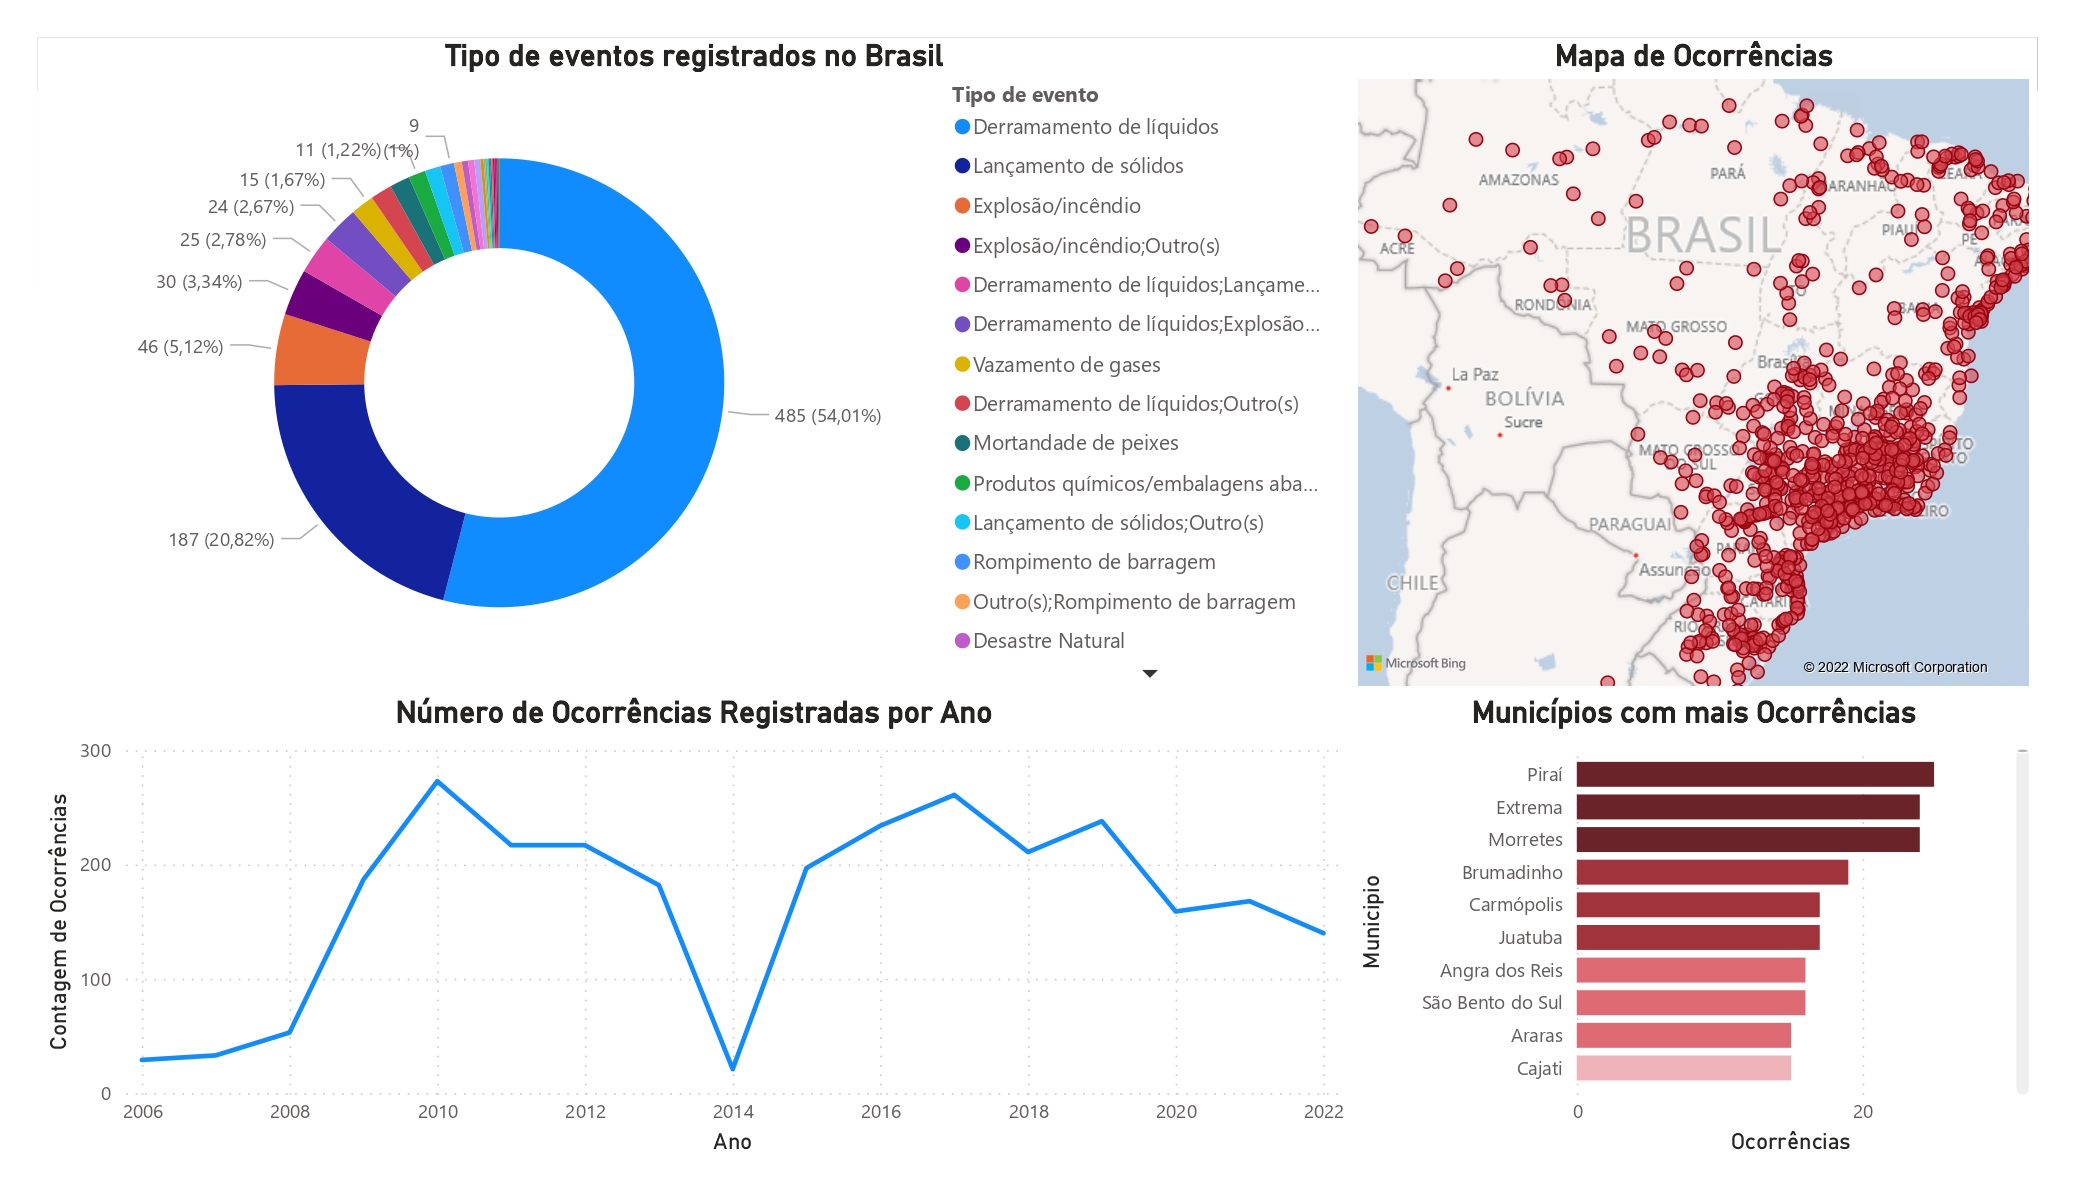 Tipo de eventos registrados no Brasil
9
11 (1,22%)
(1%)
15 (1,67%)
24 (2,67%)
25 (2,78%)
30 (3,34%)
46 (5,12%)
187 (20,82%)
485 (54,01%)
Tipo de evento
Derramamento de líquidos
Lançamento de sólidos
Explosão/incêndio
Explosão/incêndio;Outro(s)
Derramamento de líquidos;Lançame...
Derramamento de líquidos;Explosão...
Vazamento de gases
Derramamento de líquidos;Outro(s)
Mortandade de peixes
Produtos químicos/embalagens aba...
Lançamento de sólidos;Outro(s)
Rompimento de barragem
Outro(s);Rompimento de barragem
Desastre Natural
Mapa de Ocorrências
AMAZONAS
PARÁ
BRASIL
ACRE
PIAUÍ
PE
RONDÔNIA
MATO GROSSO
La Paz
BOLÍVIA
Sucre
MATO GROSSO
PARAGUAI
Assunção
CHILE
Microsoft Bing
© 2022 Microsoft Corporation
Número de Ocorrências Registradas por Ano
Contagem de Ocorrências
300
200
100
0
2006 2008 2010 2012 2014 2016 2018 2020 2022
Ano
Municípios com mais Ocorrências
Municipio
Piraí
Extrema
Morretes
Brumadinho
Carmópolis
Juatuba
Angra dos Reis
São Bento do Sul
Araras
Cajati
0 20
Ocorrências